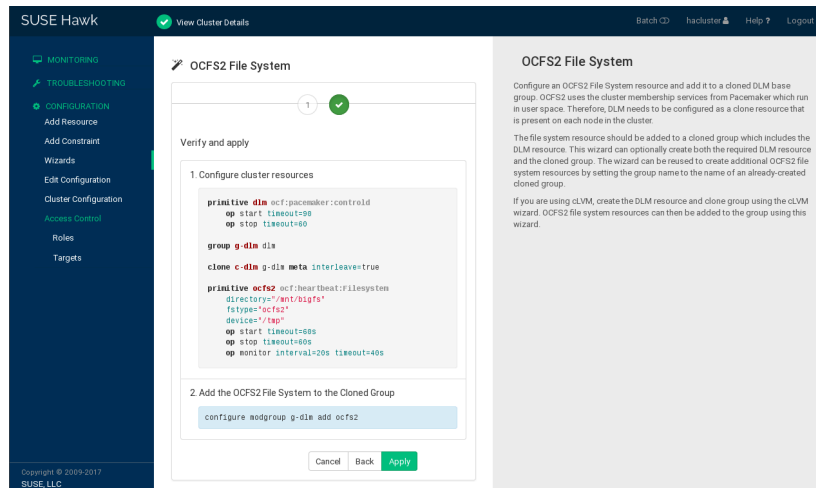 SUSE Hawk
View Cluster Details
Batch
hacluster
Help ?
Logout
MONITORING
TROUBLESHOOTING
CONFIGURATION
Add Resource
Add Constraint
Wizards
Edit Configuration
Cluster Configuration
Access Control
Roles
Targets
Copyright © 2009-2017
SUSE, LLC
OCFS2 File System
1
Verify and apply
1. Configure cluster resources
primitive dlm ocf:pacemaker:controld
op start timeout=90
op stop timeout=60
group g-dlm dlm
clone c-dlm g-dlm meta interleave=true
primitive ocfs2 ocf:heartbeat:Filesystem
directory="/mnt/bigfs"
fstype="ocfs2"
device="/tmp"
op start timeout=60s
op stop timeout=60s
op monitor interval=20s timeout=40s
2. Add the OCFS2 File System to the Cloned Group
configure modgroup g-dlm add ocfs2
Cancel
Back
Apply
OCFS2 File System
Configure an OCFS2 File System resource and add it to a cloned DLM base
group. OCFS2 uses the cluster membership services from Pacemaker which run
in user space. Therefore, DLM needs to be configured as a clone resource that
is present on each node in the cluster.
The file system resource should be added to a cloned group which includes the
DLM resource. This wizard can optionally create both the required DLM resource
and the cloned group. The wizard can be reused to create additional OCFS2 file
system resources by setting the group name to the name of an already-created
cloned group.
If you are using cLVM, create the DLM resource and clone group using the cLVM
wizard. OCFS2 file system resources can then be added to the group using this
wizard.